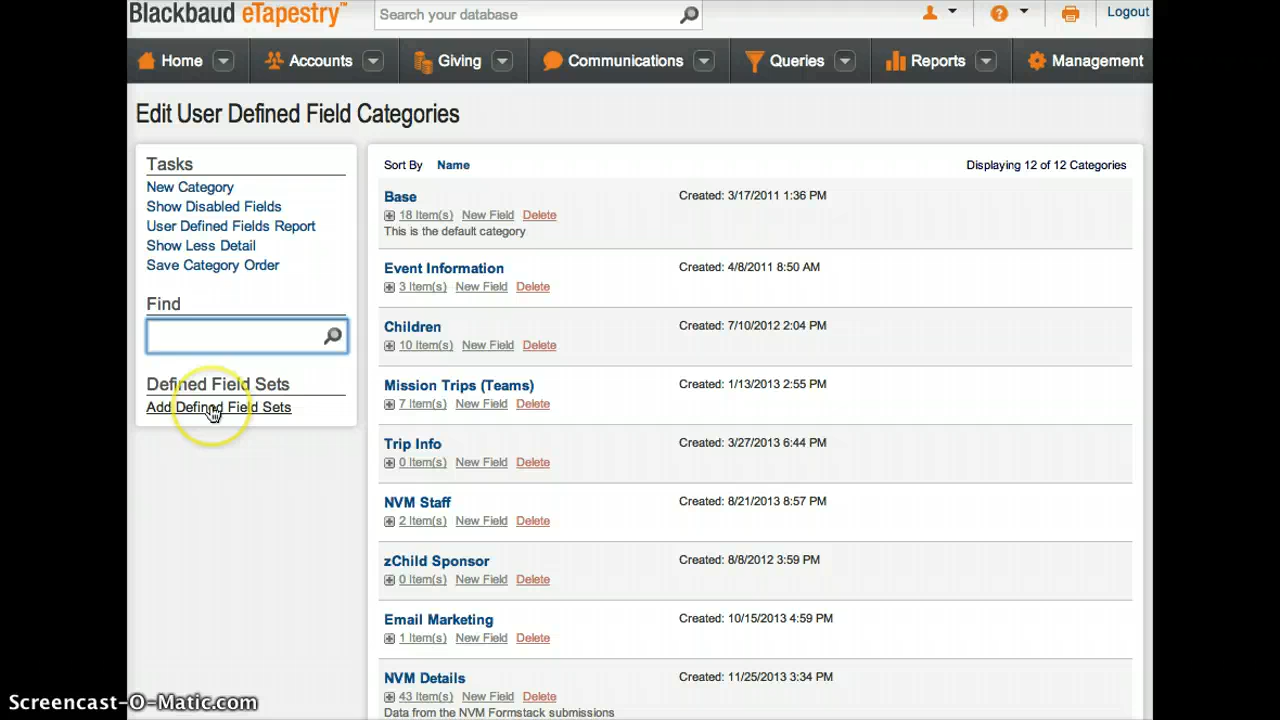 Blackbaud eTapestry™
Search your database
Logout
Home
Accounts
Giving
Communications
Queries
Reports
Management
Edit User Defined Field Categories
Tasks
New Category
Show Disabled Fields
User Defined Fields Report
Show Less Detail
Save Category Order
Find
Defined Field Sets
Add Defined Field Sets
Sort By Name
Displaying 12 of 12 Categories
Base
Created: 3/17/2011 1:36 PM
18 Item(s) New Field Delete
This is the default category
Event Information
Created: 4/8/2011 8:50 AM
3 Item(s) New Field Delete
Children
Created: 7/10/2012 2:04 PM
10 Item(s) New Field Delete
Mission Trips (Teams)
Created: 1/13/2013 2:55 PM
7 Item(s) New Field Delete
Trip Info
Created: 3/27/2013 6:44 PM
0 Item(s) New Field Delete
NVM Staff
Created: 8/21/2013 8:57 PM
2 Item(s) New Field Delete
zChild Sponsor
Created: 8/8/2012 3:59 PM
0 Item(s) New Field Delete
Email Marketing
Created: 10/15/2013 4:59 PM
1 Item(s) New Field Delete
NVM Details
Created: 11/25/2013 3:34 PM
43 Item(s) New Field Delete
Data from the NVM Formstack submissions
Screencast-O-Matic.com